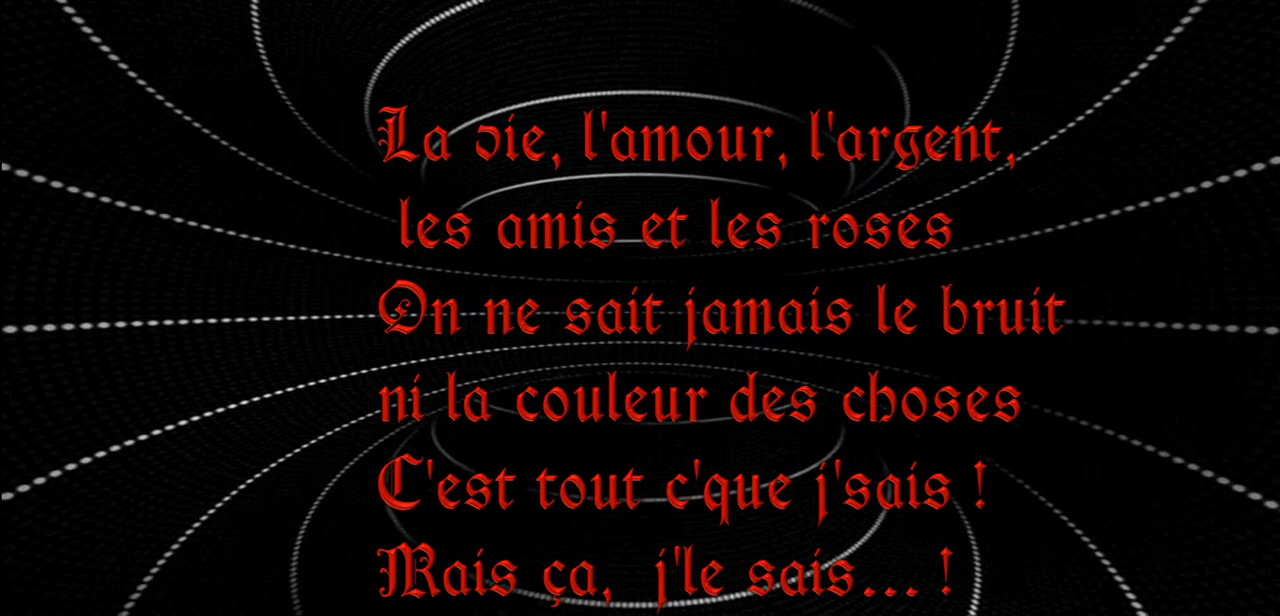 La vie, l'amour, l'argent,
les amis et les roses
On ne sait jamais le bruit
ni la couleur des choses
C'est tout c'que j'sais !
Mais ça, j'le sais... !